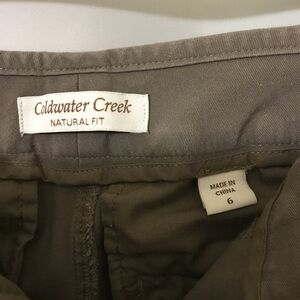 Coldwater Creek
NATURAL FIT
MADE IN
CHINA
6